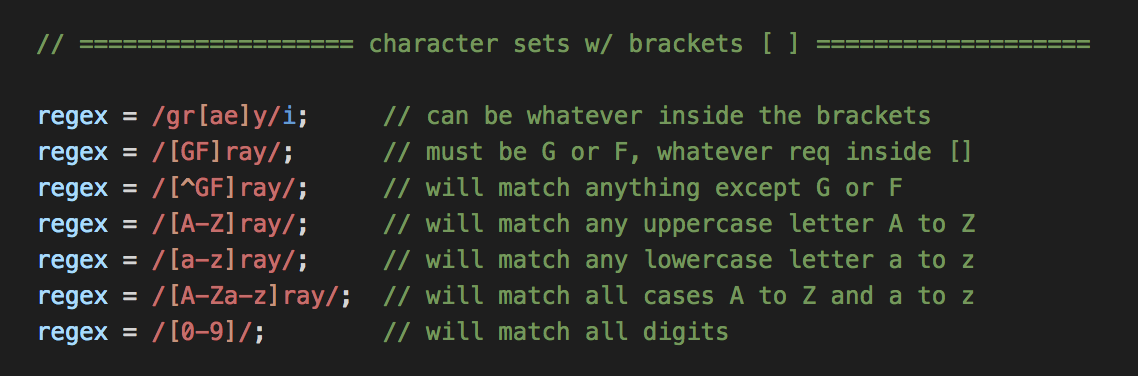 // =================== character sets w/ brackets [ ] ===================
regex = /gr[ae]y/i; // can be whatever inside the brackets
regex = /[GF]ray/; // must be G or F, whatever req inside []
regex = /[^GF]ray/; // will match anything except G or F
regex = /[A-Z]ray/; // will match any uppercase letter A to Z
regex = /[a-z]ray/; // will match any lowercase letter a to z
regex = /[A-Za-z]ray/; // will match all cases A to Z and a to z
regex = /[0-9]/; // will match all digits